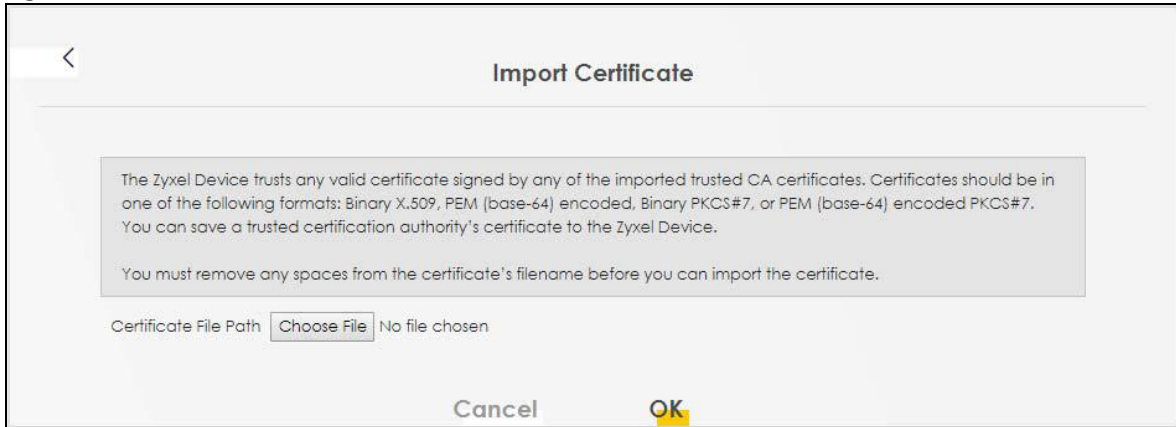 Import Certificate
The Zyxel Device trusts any valid certificate signed by any of the imported trusted CA certificates. Certificates should be in
one of the following formats: Binary X.509, PEM (base-64) encoded, Binary PKCS#7, or PEM (base-64) encoded PKCS#7.
You can save a trusted certification authority's certificate to the Zyxel Device.
You must remove any spaces from the certificate's filename before you can import the certificate.
Certificate File Path Choose File No file chosen
Cancel OK